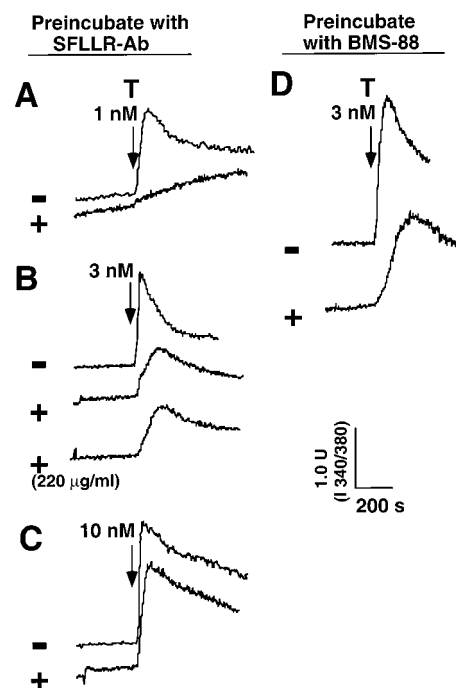 Preincubate with
SFLLR-Ab
Preincubate
with BMS-88
A
T
1 nM
-
+
D
T
3 nM
-
+
B
3 nM
-
+
+
(220 µg/ml)
1.0 U
(I 340/380)
200 s
C
10 nM
-
+